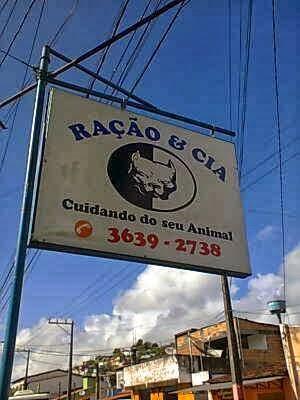 RAÇÃO & CIA
Cuidando do seu Animal
3639 - 2738